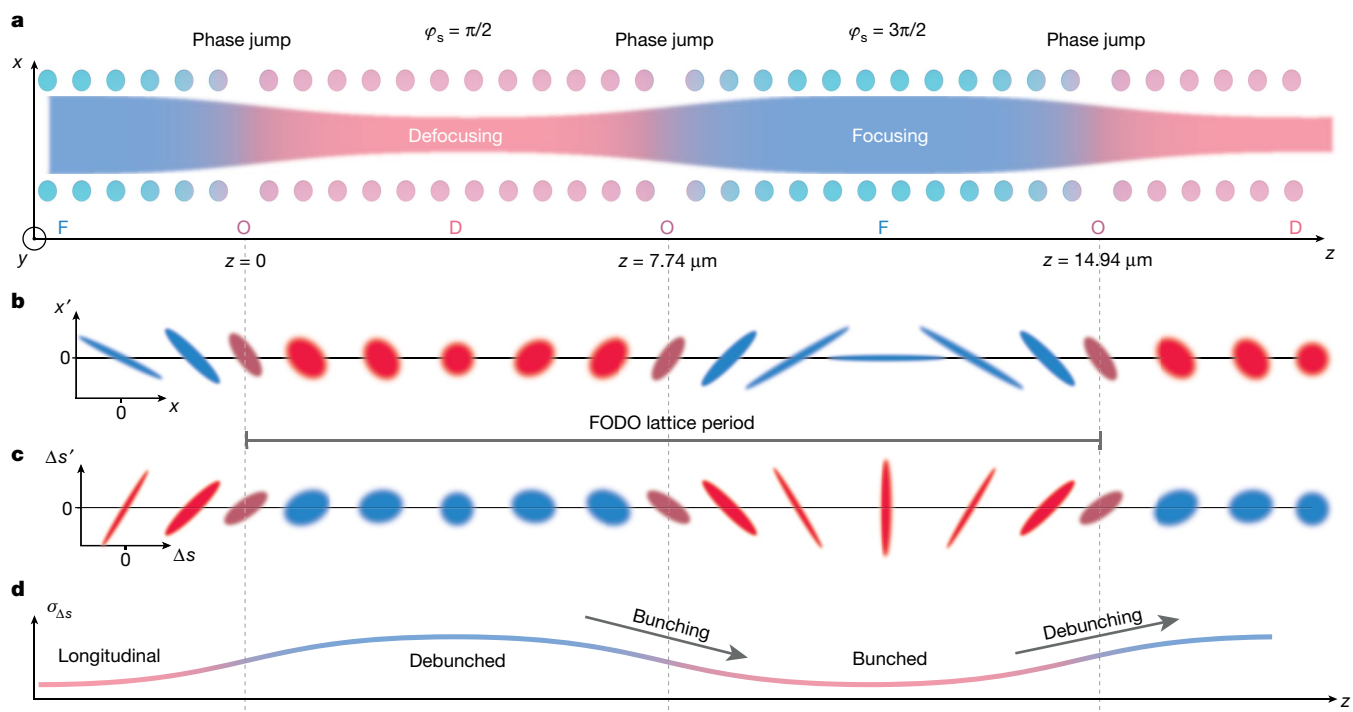 a
φs = π/2
φs = 3π/2
Phase jump
Phase jump
Phase jump
x
Defocusing
Focusing
F
O
D
O
F
O
D
y
z = 0
z = 7.74 μm
z = 14.94 μm
z
b
x′
0
0
x
FODO lattice period
c
Δs′
0
0
Δs
d
σΔs
Bunching
Debunching
Longitudinal
Debunched
Bunched
z